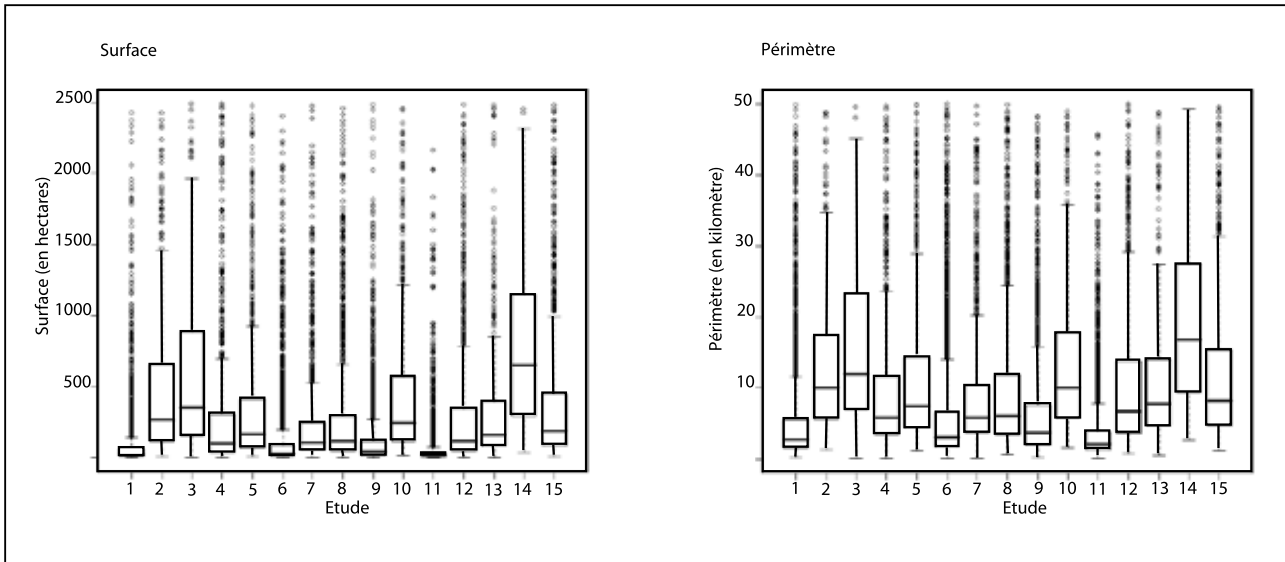 Surface
Surface (en hectares)
2500
2000
1500
1000
500
1 2 3 4 5 6 7 8 9 10 11 12 13 14 15
Etude
Périmètre
Périmètre (en kilomètre)
50
40
30
20
10
1 2 3 4 5 6 7 8 9 10 11 12 13 14 15
Etude